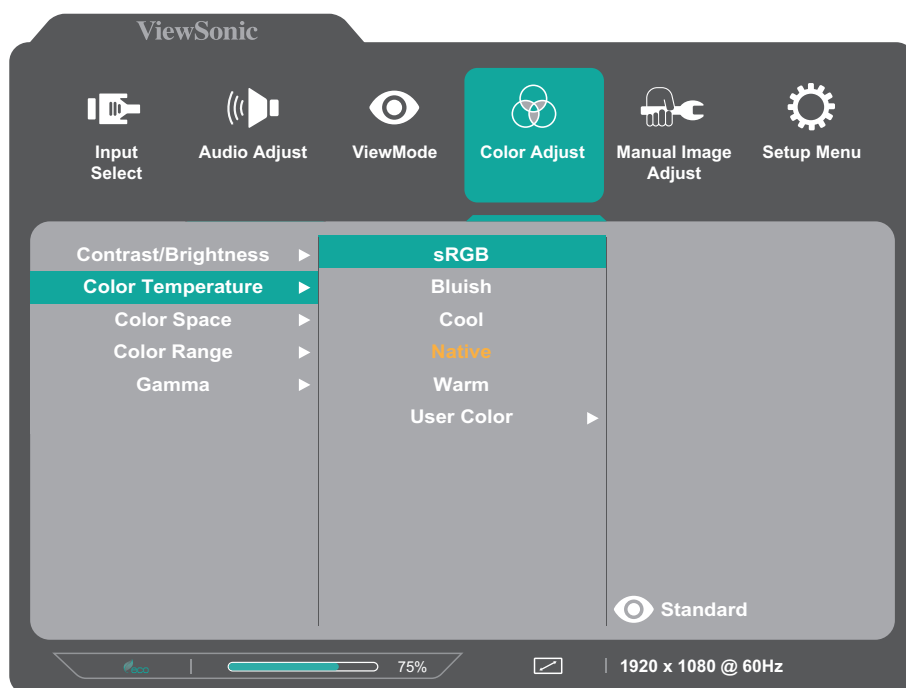 ViewSonic
Input Select
Audio Adjust
ViewMode
Color Adjust
Manual Image Adjust
Setup Menu
Contrast/Brightness
Color Temperature
Color Space
Color Range
Gamma
sRGB
Bluish
Cool
Native
Warm
User Color
Standard
eco
75%
1920 x 1080 @ 60Hz